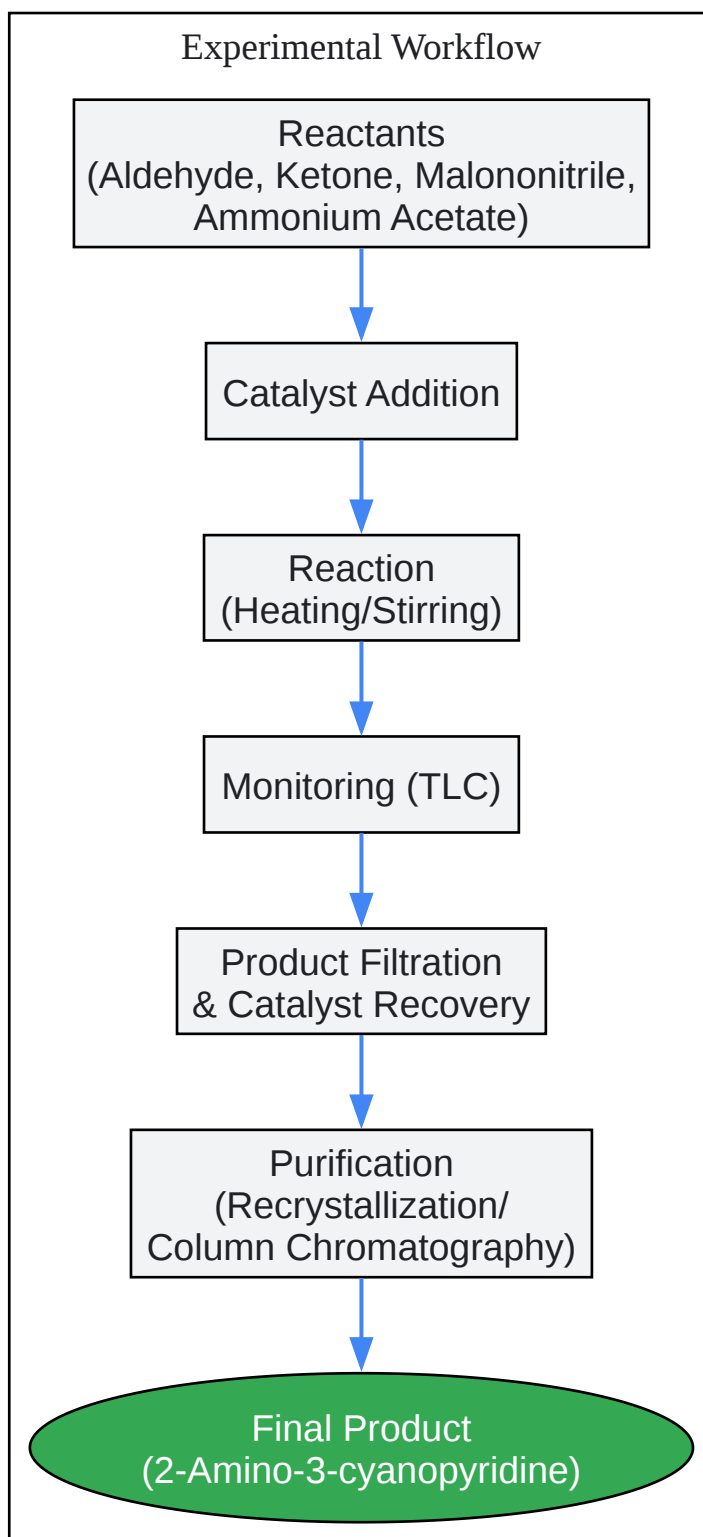 Experimental Workflow
Reactants
(Aldehyde, Ketone, Malononitrile,
Ammonium Acetate)
Catalyst Addition
Reaction
(Heating/Stirring)
Monitoring (TLC)
Product Filtration
& Catalyst Recovery
Purification
(Recrystallization/
Column Chromatography)
Final Product
(2-Amino-3-cyanopyridine)